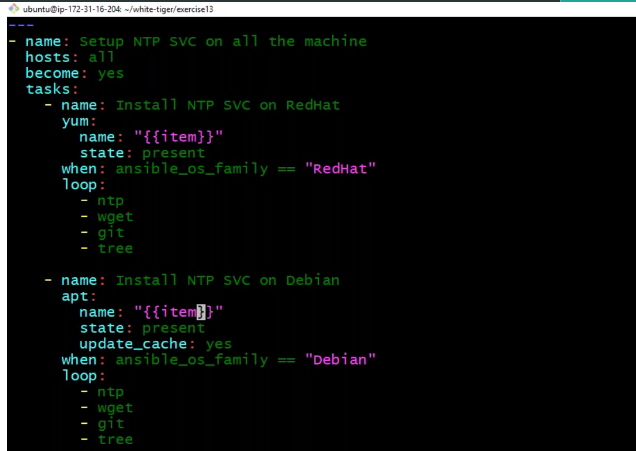 ubuntu@ip-172-31-16-204: ~/white-tiger/exercise13
---
- name: Setup NTP SVC on all the machine
  hosts: all
  become: yes
  tasks:
    - name: Install NTP SVC on RedHat
      yum:
        name: "{{item}}"
        state: present
      when: ansible_os_family == "RedHat"
      loop:
        - ntp
        - wget
        - git
        - tree

    - name: Install NTP SVC on Debian
      apt:
        name: "{{item}}"
        state: present
        update_cache: yes
      when: ansible_os_family == "Debian"
      loop:
        - ntp
        - wget
        - git
        - tree